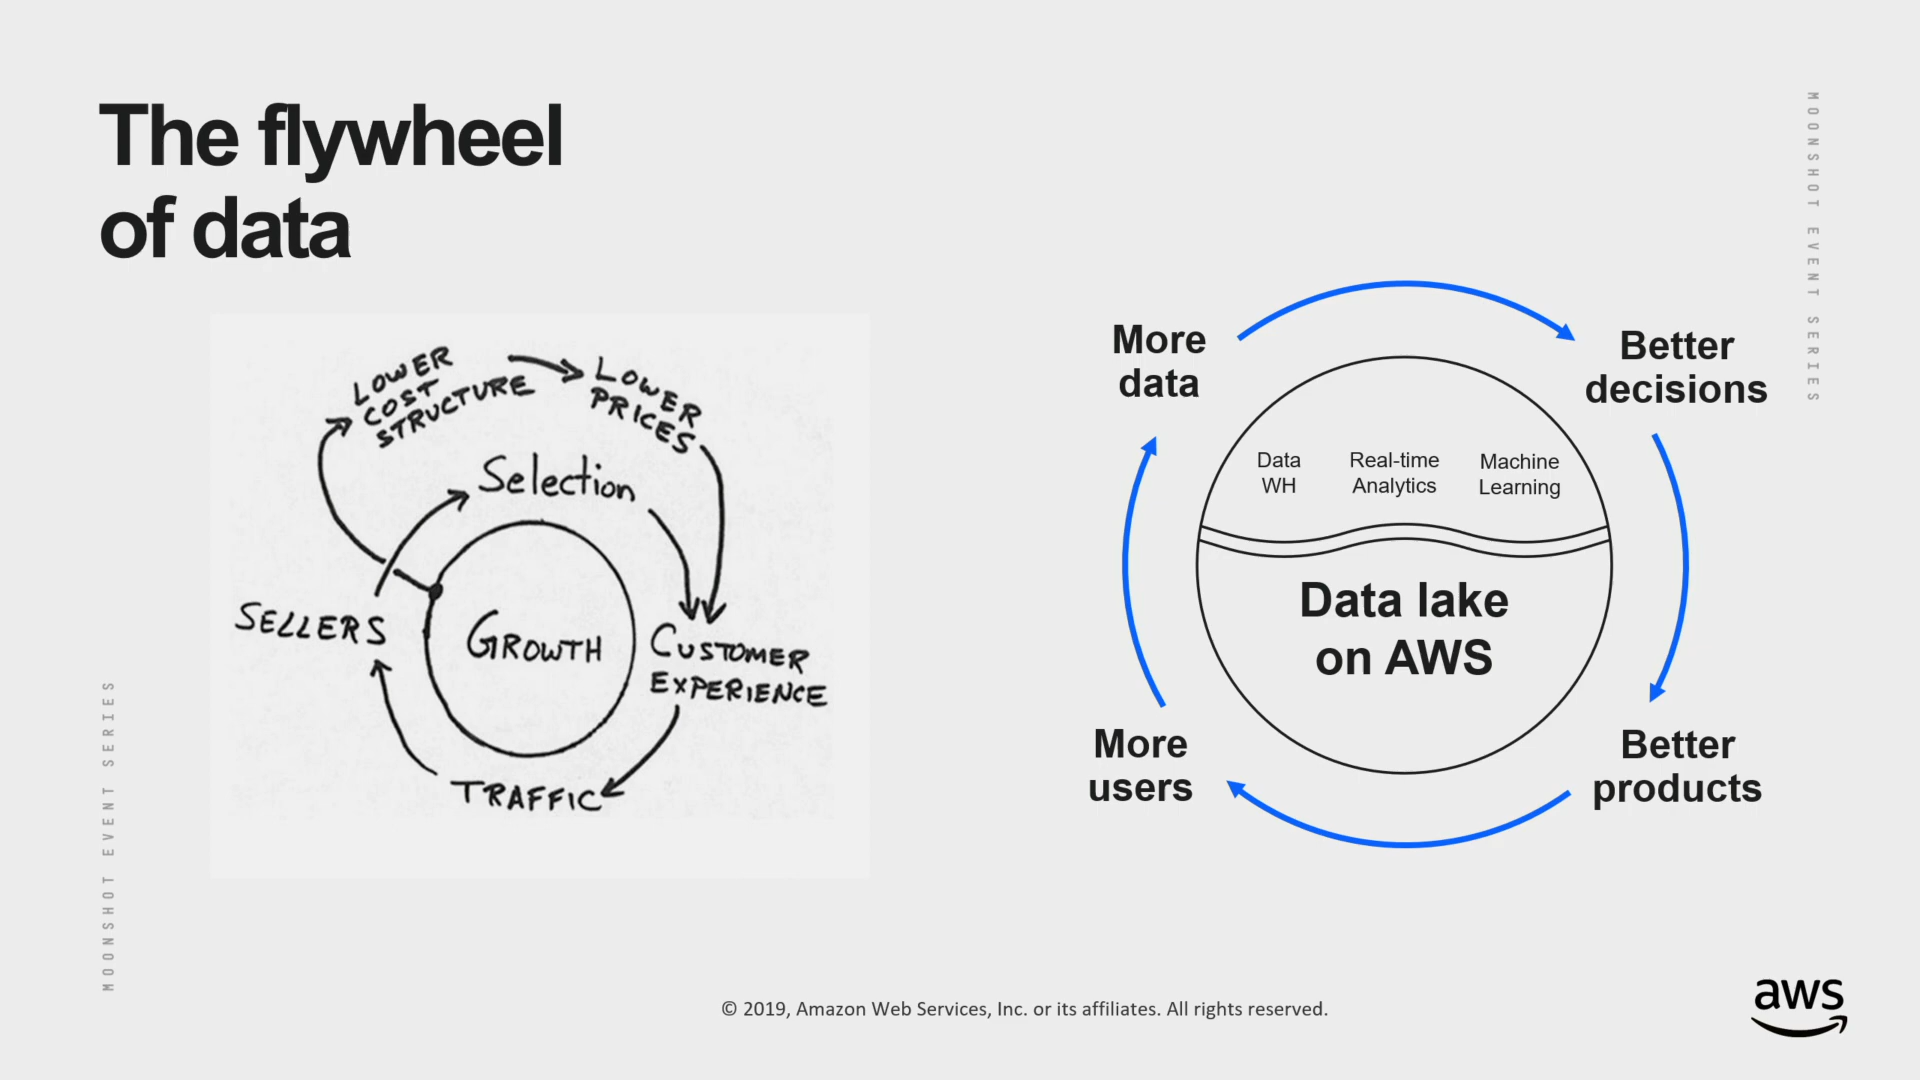 The flywheel
of data
MOONSHOT EVENT SERIES
LOWER
COST
STRUCTURE
LOWER
PRICES
Selection
SELLERS
GROWTH
CUSTOMER
EXPERIENCE
TRAFFIC
More
data
Better
decisions
Data
WH
Real-time
Analytics
Machine
Learning
Data lake
on AWS
More
users
Better
products
MOONSHOT EVENT SERIES
© 2019, Amazon Web Services, Inc. or its affiliates. All rights reserved.
aws